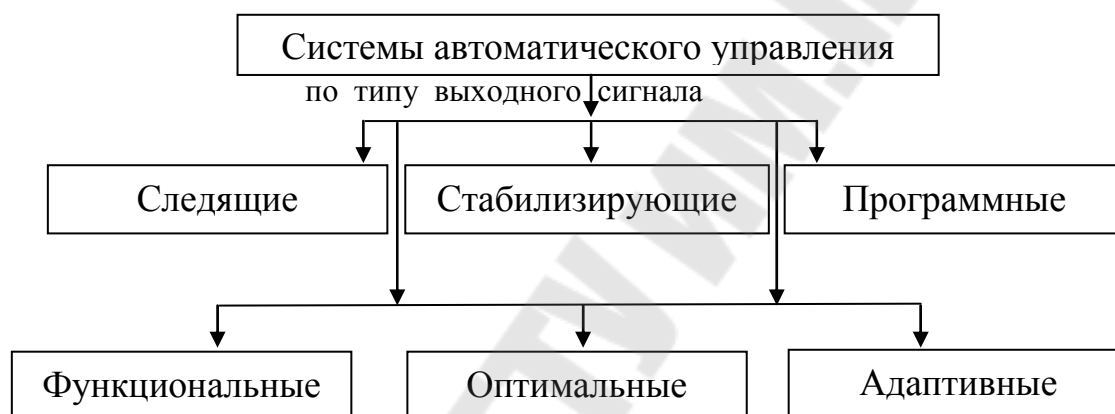 Системы автоматического управления
по типу выходного сигнала
Следящие
Стабилизирующие
Программные
Функциональные
Оптимальные
Адаптивные